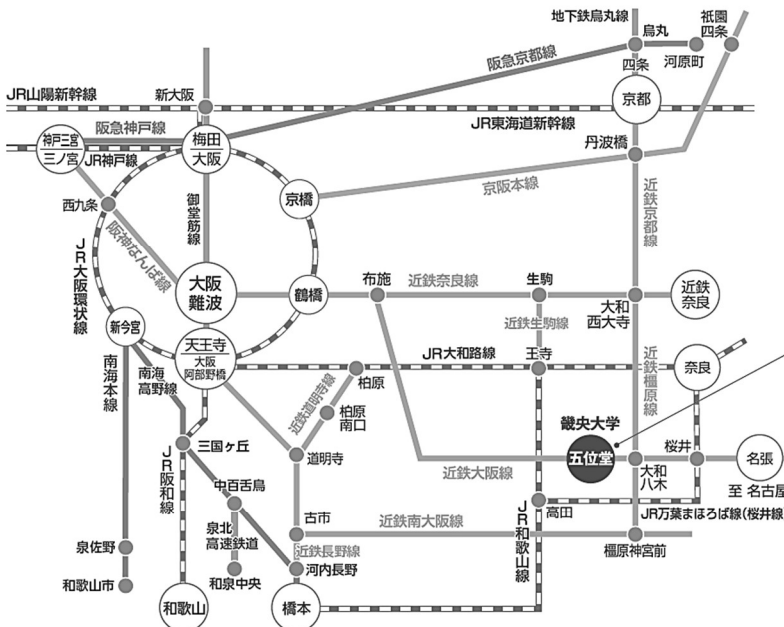 地下鉄烏丸線
烏丸
四条
河原町
祇園
四条
阪急京都線
JR山陽新幹線
新大阪
京都
JR東海道新幹線
阪急神戸線
神戸三宮
三ノ宮
JR神戸線
梅田
大阪
丹波橋
京橋
京阪本線
近鉄京都線
西九条
御堂筋線
阪神なんば線
JR大阪環状線
大阪
難波
鶴橋
布施
近鉄奈良線
生駒
大和
西大寺
近鉄
奈良
新今宮
天王寺
大阪
阿部野橋
近鉄生駒線
JR大和路線
王寺
近鉄橿原線
奈良
南海本線
南海
高野線
柏原
近鉄道明寺線
柏原
南口
畿央大学
五位堂
三国ヶ丘
道明寺
近鉄大阪線
大和
八木
桜井
名張
至 名古屋
JR阪和線
中百舌鳥
古市
近鉄南大阪線
高田
JR万葉まほろば線(桜井線)
JR和歌山線
泉北
高速鉄道
近鉄長野線
橿原神宮前
泉佐野
和歌山市
和泉中央
河内長野
和歌山
橋本